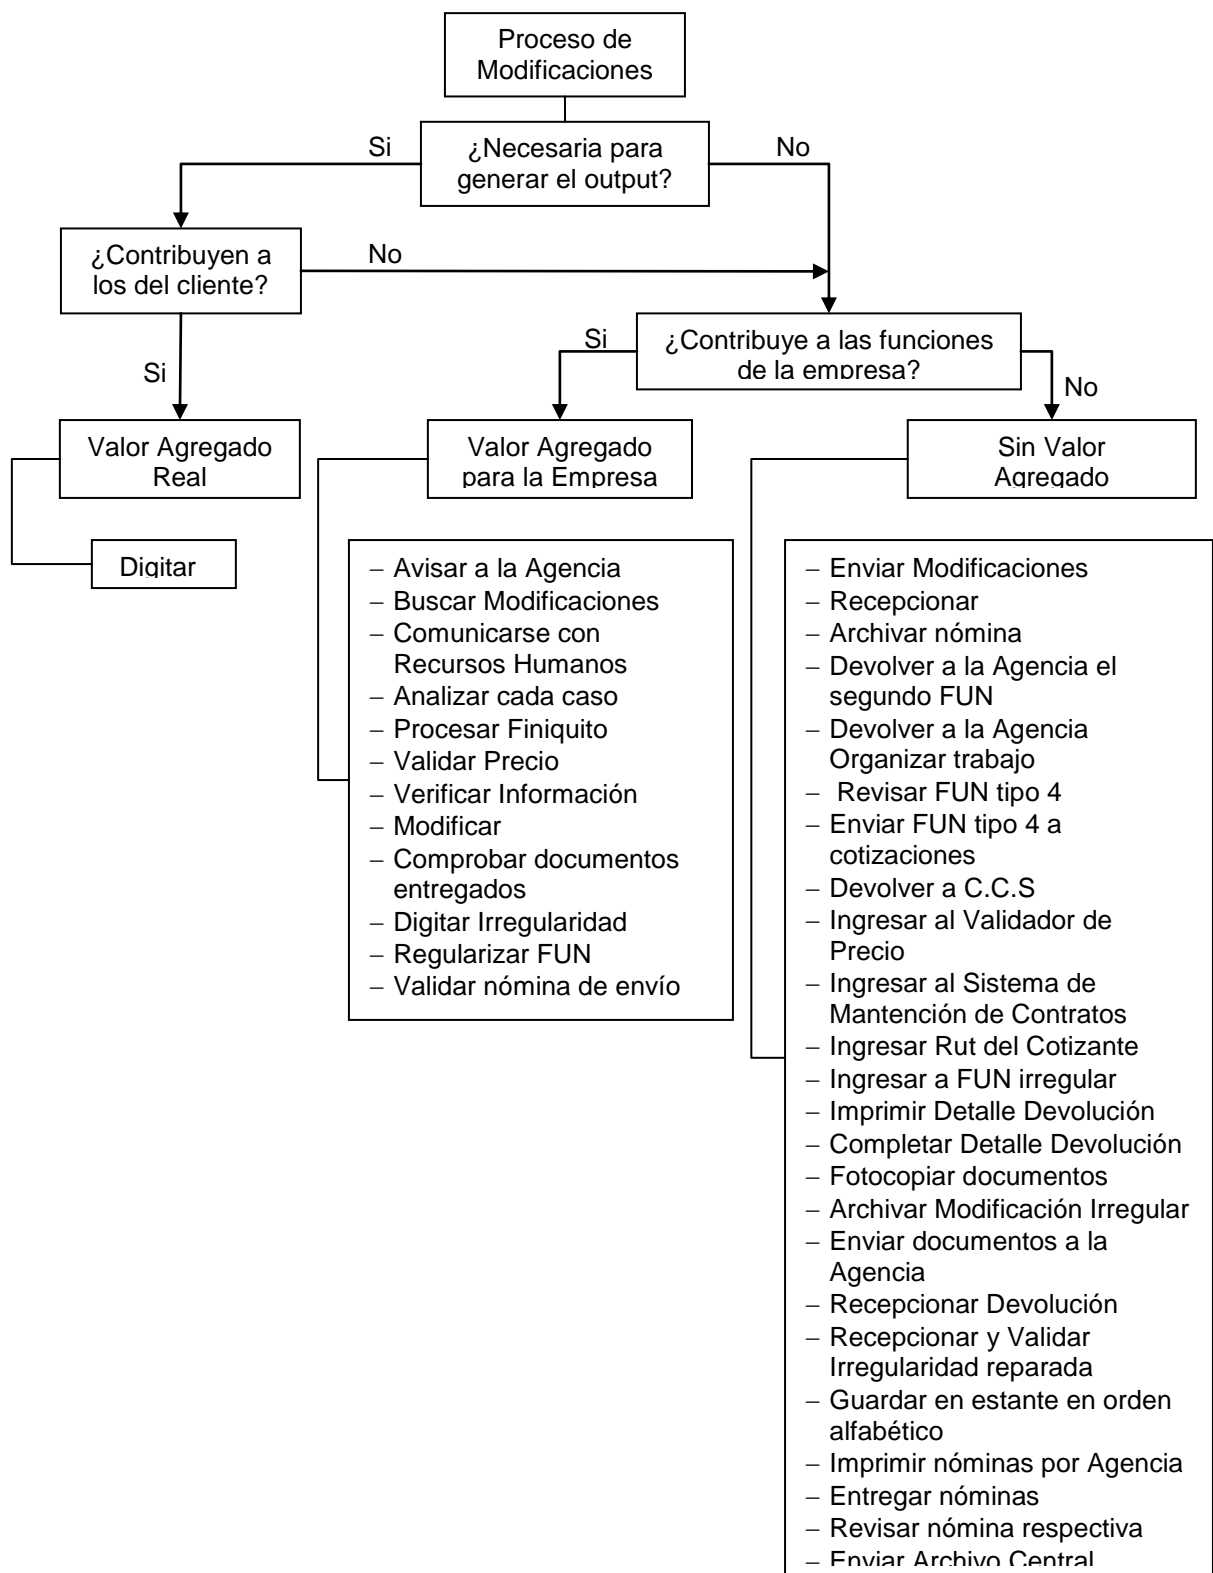 Proceso de
Modificaciones
¿Necesaria para
generar el output?
Si
No
¿Contribuyen a
los del cliente?
No
¿Contribuye a las funciones
de la empresa?
Si
No
Si
Valor Agregado
Real
Valor Agregado
para la Empresa
Sin Valor
Agregado
Digitar
– Avisar a la Agencia
– Buscar Modificaciones
– Comunicarse con
Recursos Humanos
– Analizar cada caso
– Procesar Finiquito
– Validar Precio
– Verificar Información
– Modificar
– Comprobar documentos
entregados
– Digitar Irregularidad
– Regularizar FUN
– Validar nómina de envío
– Enviar Modificaciones
– Recepcionar
– Archivar nómina
– Devolver a la Agencia el
segundo FUN
– Devolver a la Agencia
Organizar trabajo
– Revisar FUN tipo 4
– Enviar FUN tipo 4 a
cotizaciones
– Devolver a C.C.S
– Ingresar al Validador de
Precio
– Ingresar al Sistema de
Mantención de Contratos
– Ingresar Rut del Cotizante
– Ingresar a FUN irregular
– Imprimir Detalle Devolución
– Completar Detalle Devolución
– Fotocopiar documentos
– Archivar Modificación Irregular
– Enviar documentos a la
Agencia
– Recepcionar Devolución
– Recepcionar y Validar
Irregularidad reparada
– Guardar en estante en orden
alfabético
– Imprimir nóminas por Agencia
– Entregar nóminas
– Revisar nómina respectiva
– Enviar Archivo Central